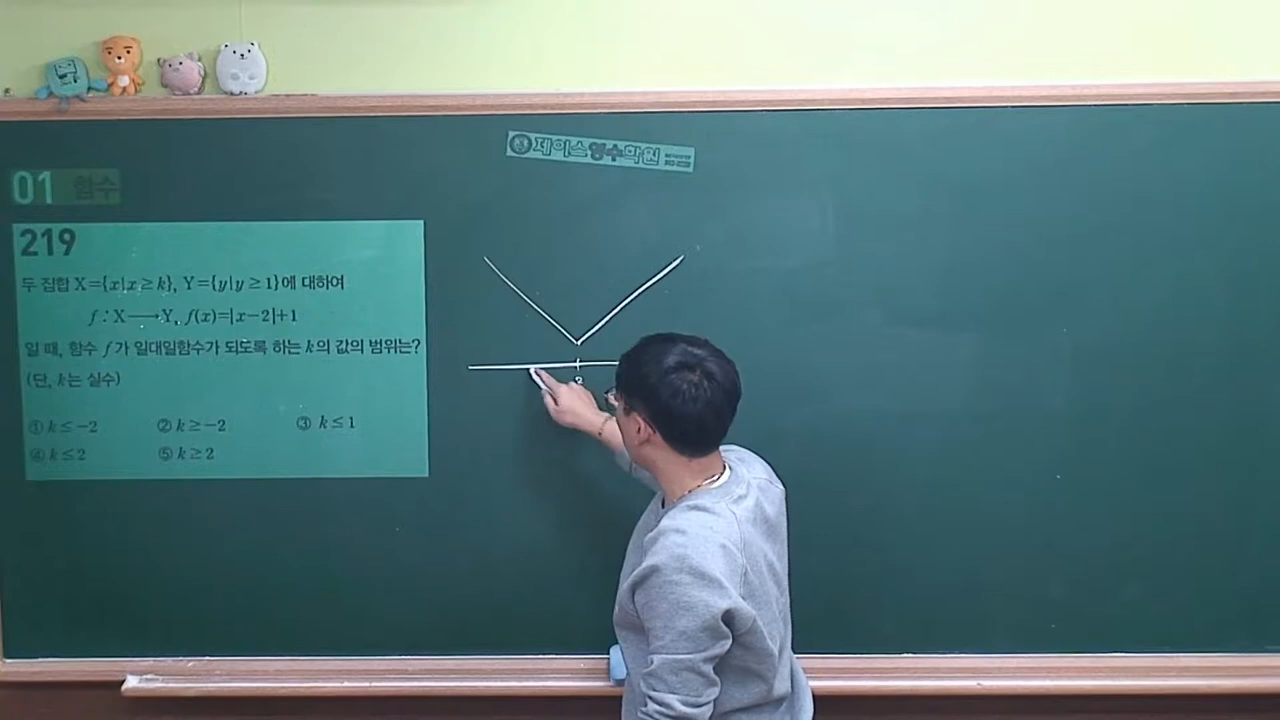 제이스영수학원
01 함수
219
두 집합 X={x|x≥k}, Y={y|y≥1}에 대하여
f : X⟶Y, f(x)=|x-2|+1
일 때, 함수 f가 일대일함수가 되도록 하는 k의 값의 범위는?
(단, k는 실수)
① k≤-2 ② k≥-2 ③ k≤1
④ k≤2 ⑤ k≥2
2